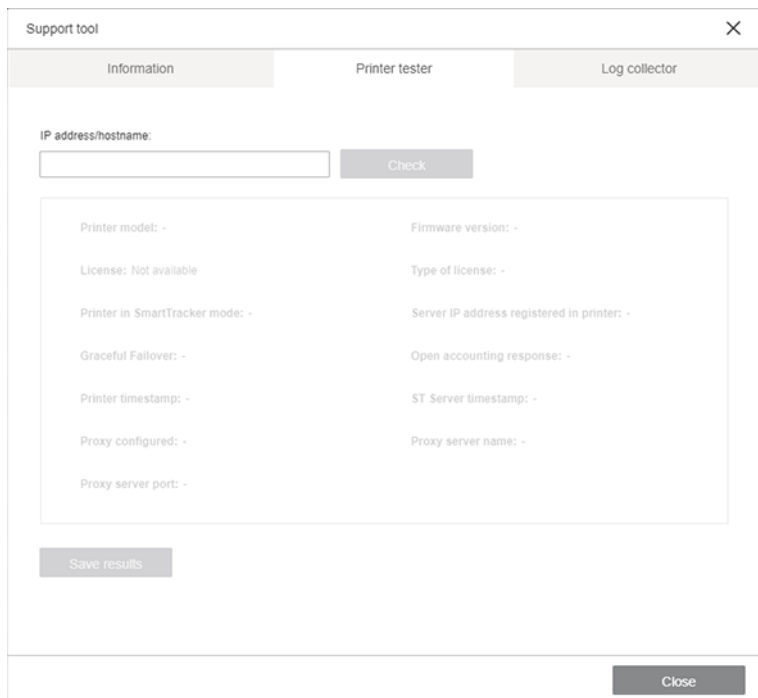 Support tool
Information Printer tester Log collector
IP address/hostname:
Check
Printer model: - Firmware version: -
License: Not available Type of license: -
Printer in SmartTracker mode: - Server IP address registered in printer: -
Graceful Failover: - Open accounting response: -
Printer timestamp: - ST Server timestamp: -
Proxy configured: - Proxy server name: -
Proxy server port: -
Save results
Close